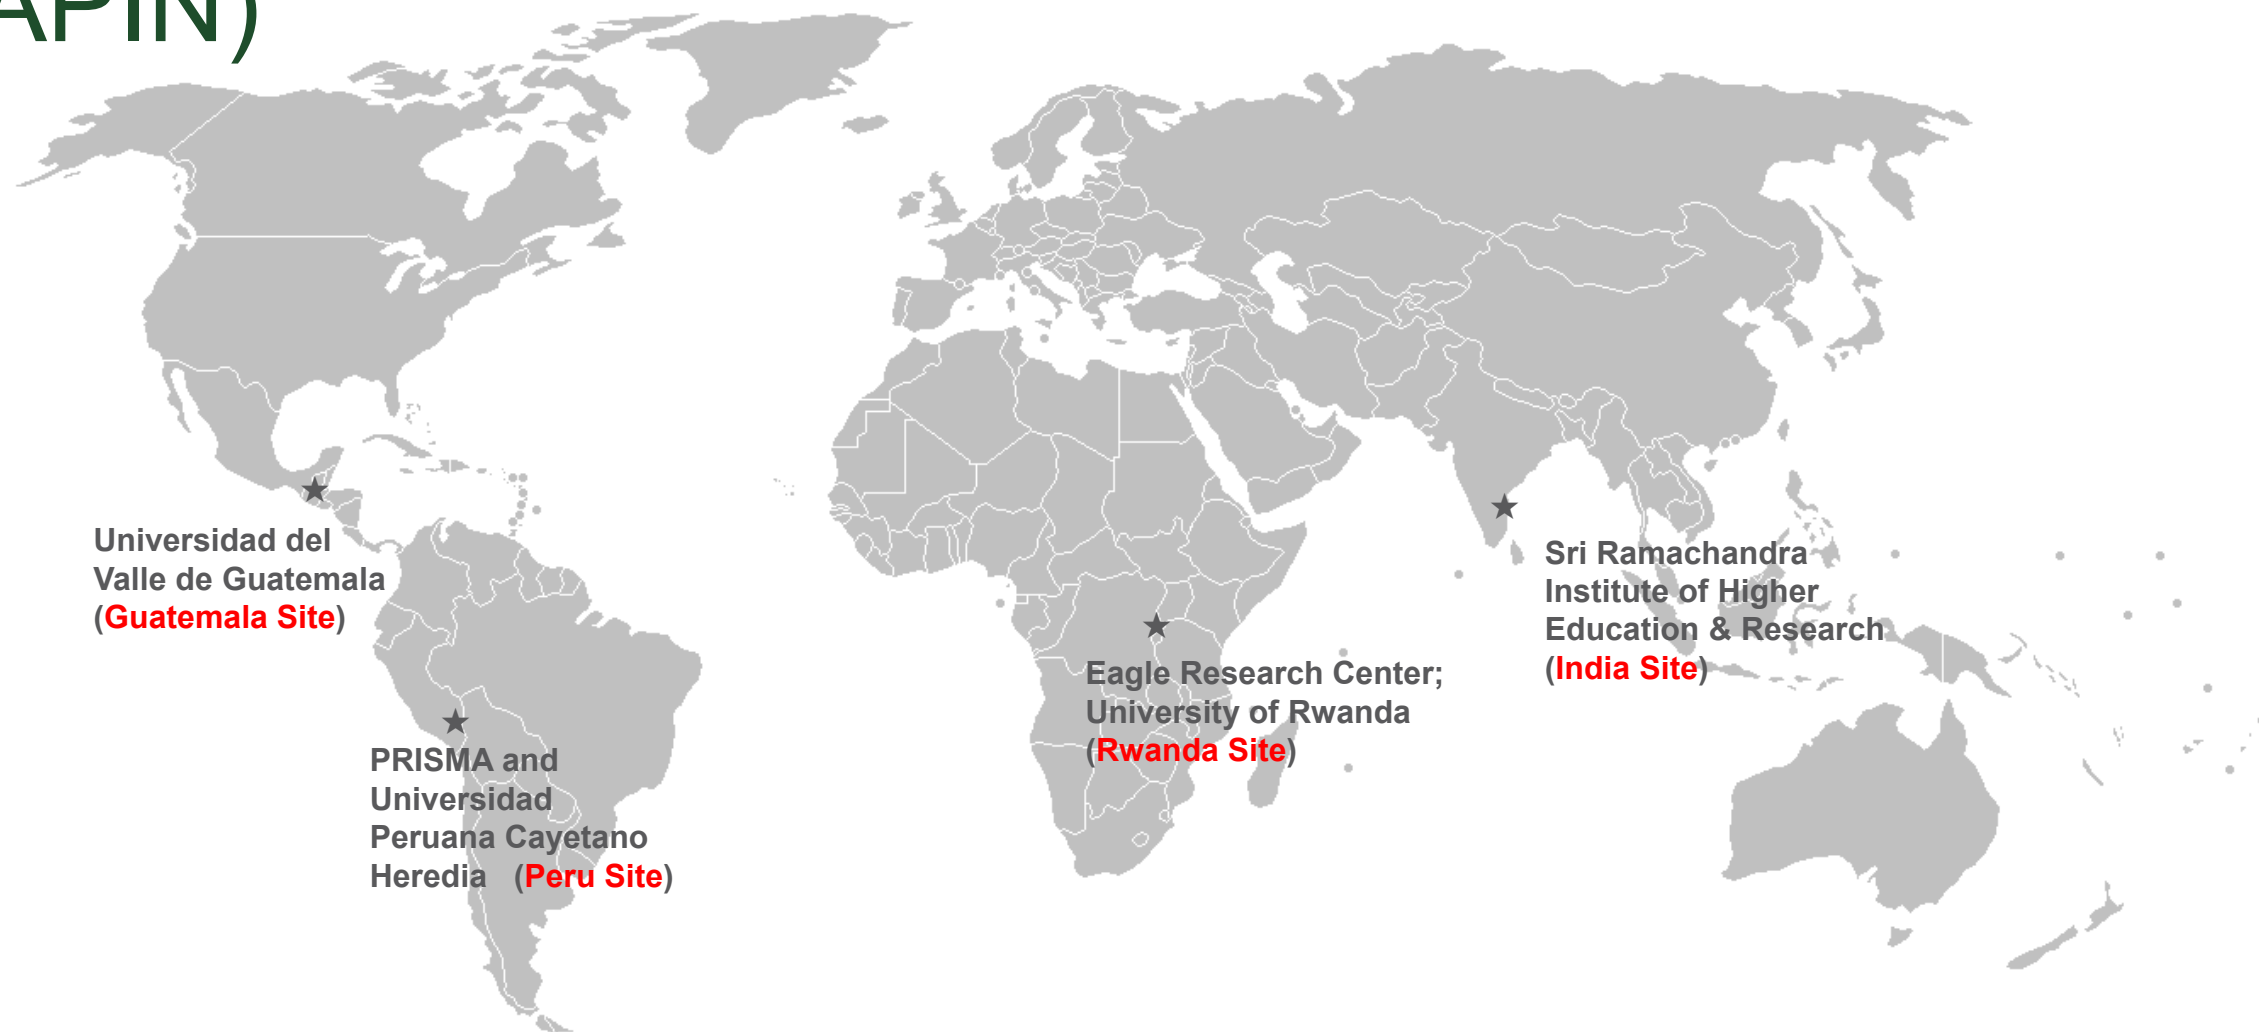 APIN)
Universidad del
Valle de Guatemala
(Guatemala Site)
PRISMA and
Universidad
Peruana Cayetano
Heredia (Peru Site)
Eagle Research Center;
University of Rwanda
(Rwanda Site)
Sri Ramachandra
Institute of Higher
Education & Research
(India Site)